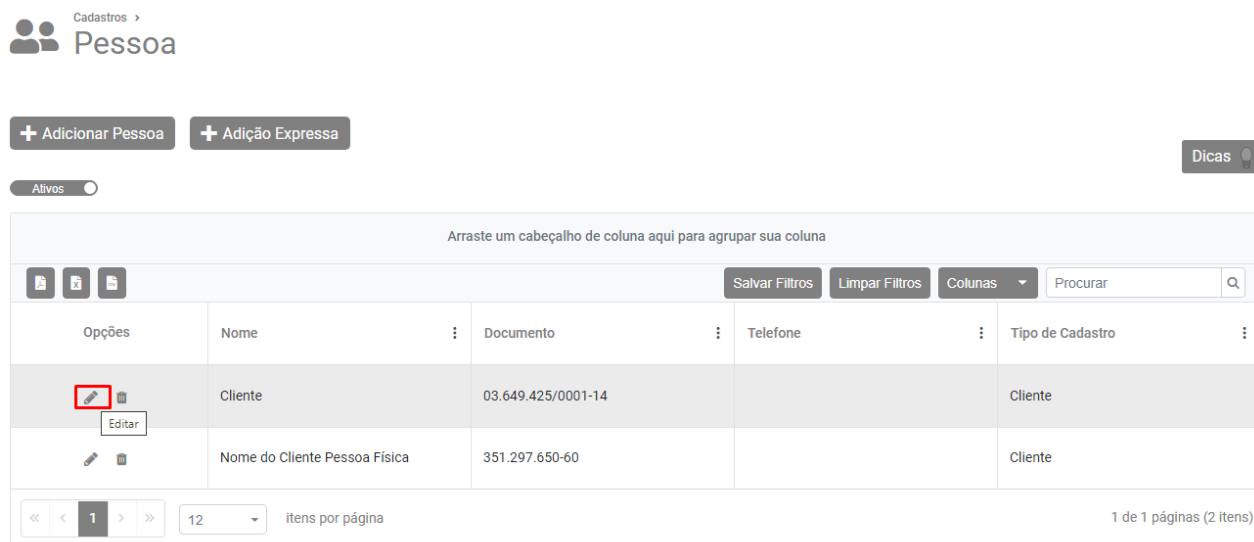 Cadastros ›
Pessoa
Adicionar Pessoa
Adição Expressa
Dicas
Ativos
Arraste um cabeçalho de coluna aqui para agrupar sua coluna
Salvar Filtros
Limpar Filtros
Colunas
Procurar
Opções
Nome
Documento
Telefone
Tipo de Cadastro
Cliente
03.649.425/0001-14
Cliente
Editar
Nome do Cliente Pessoa Física
351.297.650-60
Cliente
« ‹ 1 › »
12
itens por página
1 de 1 páginas (2 itens)